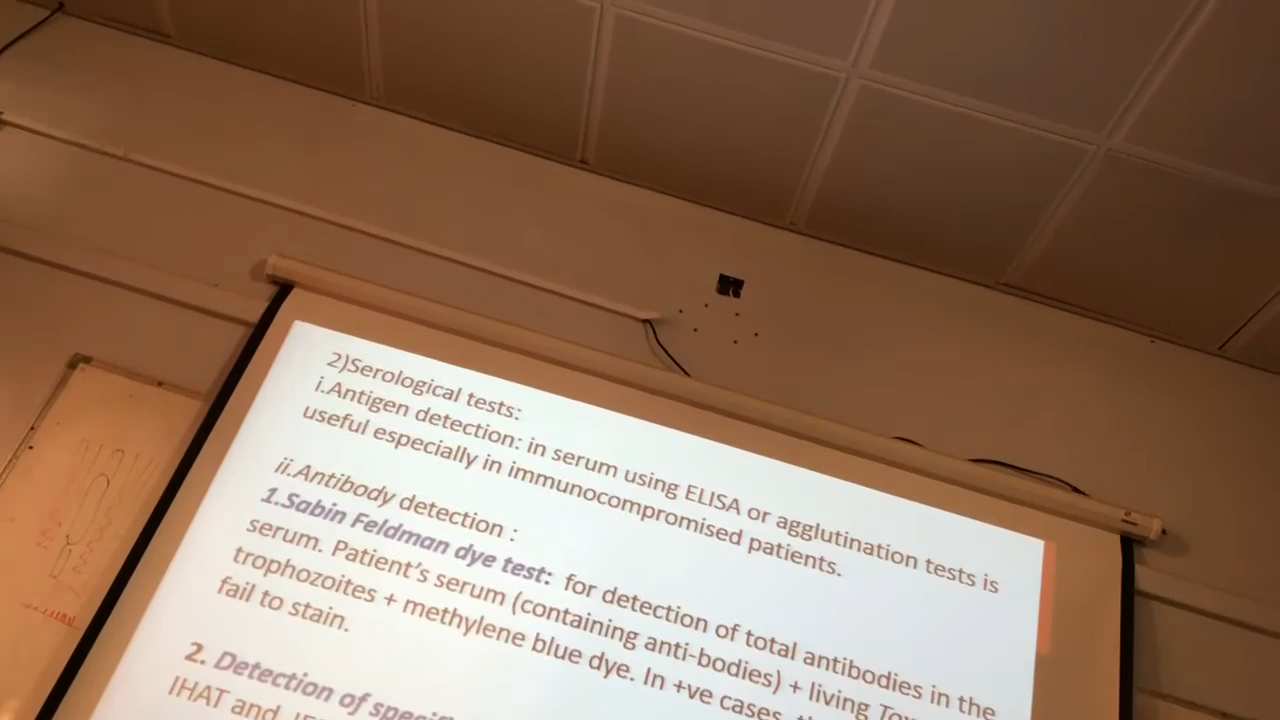 2)Serological tests:
i.Antigen detection: in serum using ELISA or agglutination tests is
useful especially in immunocompromised patients.
ii.Antibody detection :
1.Sabin Feldman dye test: for detection of total antibodies in the
serum. Patient's serum (containing anti-bodies) + living
trophozoites + methylene blue dye. In +ve cases,
fail to stain.
2. Detection of
IHAT and